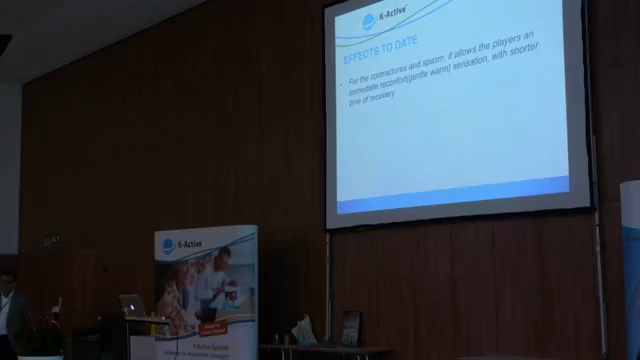 K-Active
EFFECTS TO DATE
• For the contractures and spasm, it allows the players an
immediate reconfort(gentle warm) sensation, with shorter
time of recovery
K-Active